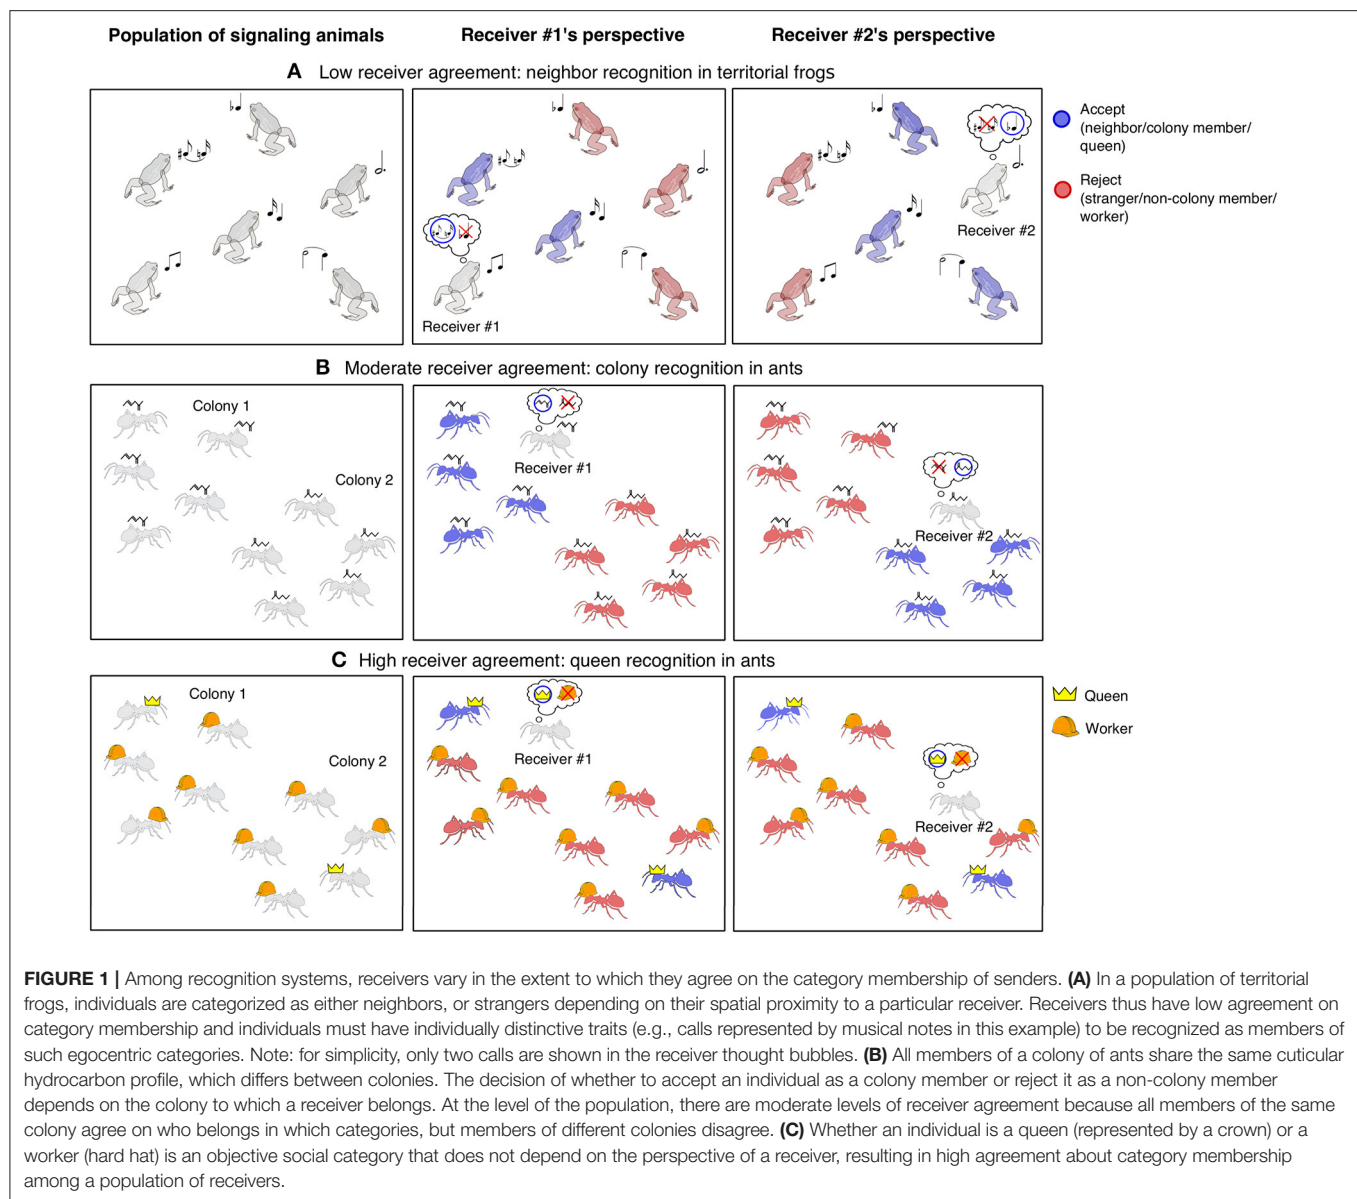 Population of signaling animals
Receiver #1's perspective
Receiver #2's perspective
A Low receiver agreement: neighbor recognition in territorial frogs
Accept
(neighbor/colony member/
queen)
Reject
(stranger/non-colony member/
worker)
Receiver #1
Receiver #2
B Moderate receiver agreement: colony recognition in ants
Colony 1
Colony 2
Receiver #1
Receiver #2
C High receiver agreement: queen recognition in ants
Colony 1
Colony 2
Receiver #1
Receiver #2
Queen
Worker
FIGURE 1 | Among recognition systems, receivers vary in the extent to which they agree on the category membership of senders. (A) In a population of territorial
frogs, individuals are categorized as either neighbors, or strangers depending on their spatial proximity to a particular receiver. Receivers thus have low agreement on
category membership and individuals must have individually distinctive traits (e.g., calls represented by musical notes in this example) to be recognized as members of
such egocentric categories. Note: for simplicity, only two calls are shown in the receiver thought bubbles. (B) All members of a colony of ants share the same cuticular
hydrocarbon profile, which differs between colonies. The decision of whether to accept an individual as a colony member or reject it as a non-colony member
depends on the colony to which a receiver belongs. At the level of the population, there are moderate levels of receiver agreement because all members of the same
colony agree on who belongs in which categories, but members of different colonies disagree. (C) Whether an individual is a queen (represented by a crown) or a
worker (hard hat) is an objective social category that does not depend on the perspective of a receiver, resulting in high agreement about category membership
among a population of receivers.